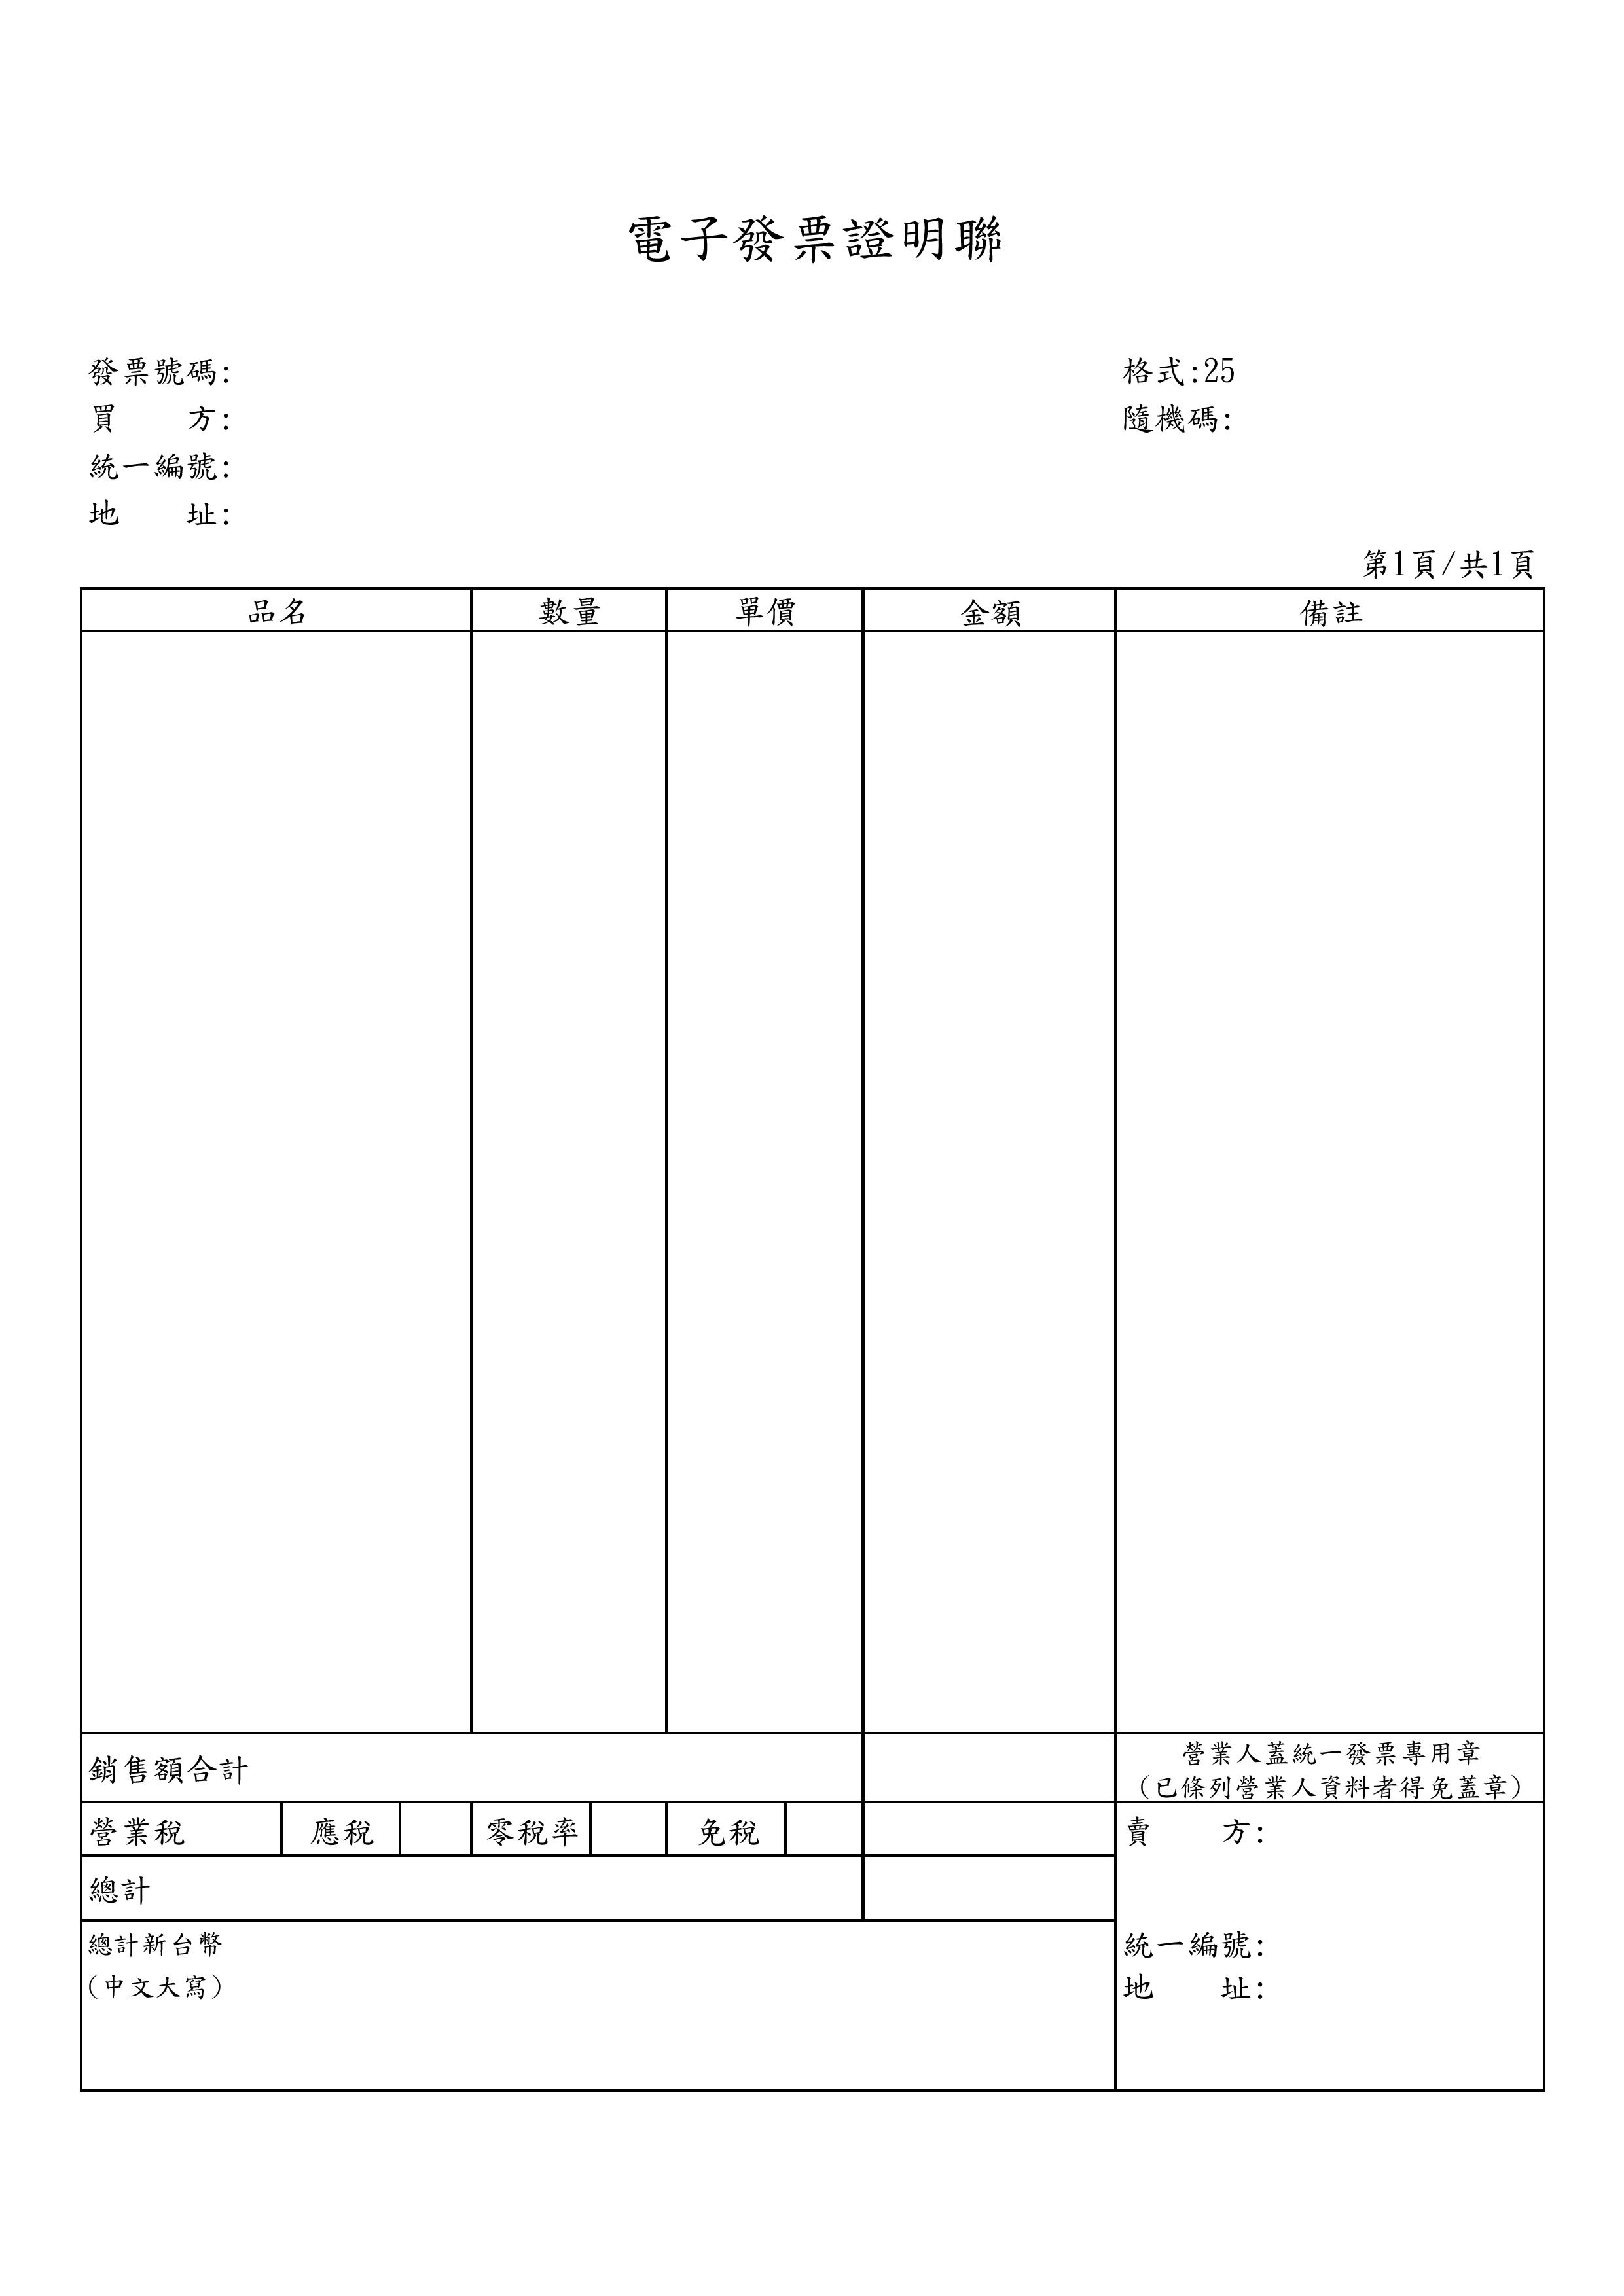 電子發票證明聯
發票號碼:　格式:25
買　　方:　隨機碼:
統一編號:
地　　址:
第1頁/共1頁
品名　數量　單價　金額　備註
銷售額合計　營業人蓋統一發票專用章
（已條列營業人資料者得免蓋章）
營業稅　應稅　零稅率　免稅　賣　　方:
總計
總計新台幣　統一編號:
（中文大寫）　地　　址: